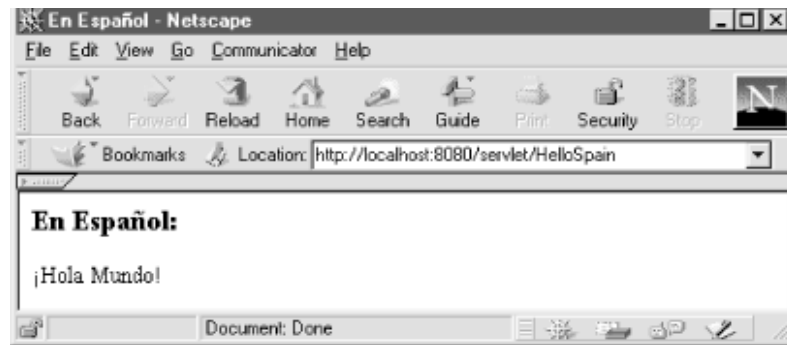 En Español - Netscape
File Edit View Go Communicator Help
Back Forward Reload Home Search Guide Print Security Stop
N
Bookmarks Location: http://localhost:8080/servlet/HelloSpain
En Español:
¡Hola Mundo!
Document: Done